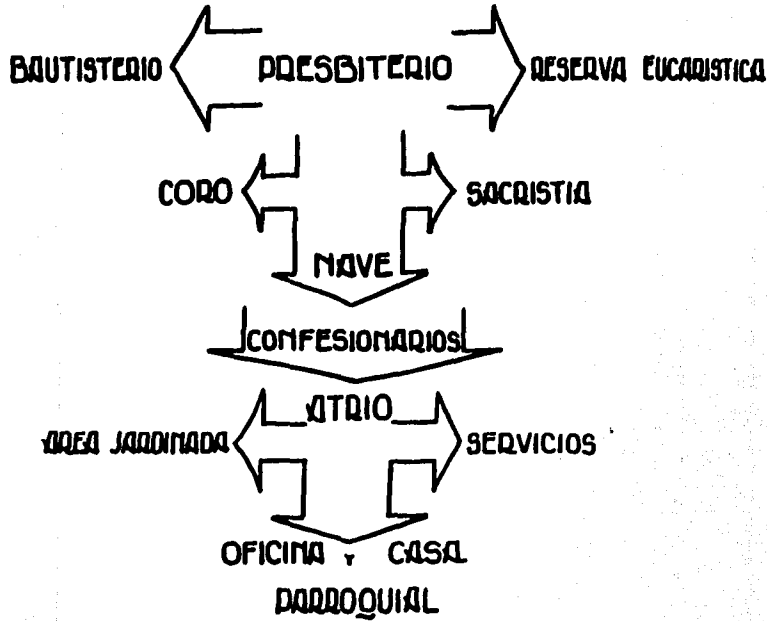 BAUTISTERIO PRESBITERIO RESERVA EUCARISTICA
CORO SACRISTIA
NAVE
CONFESIONARIOS
ATRIO
AREA JARDINADA SERVICIOS
OFICINA Y CASA
PARROQUIAL